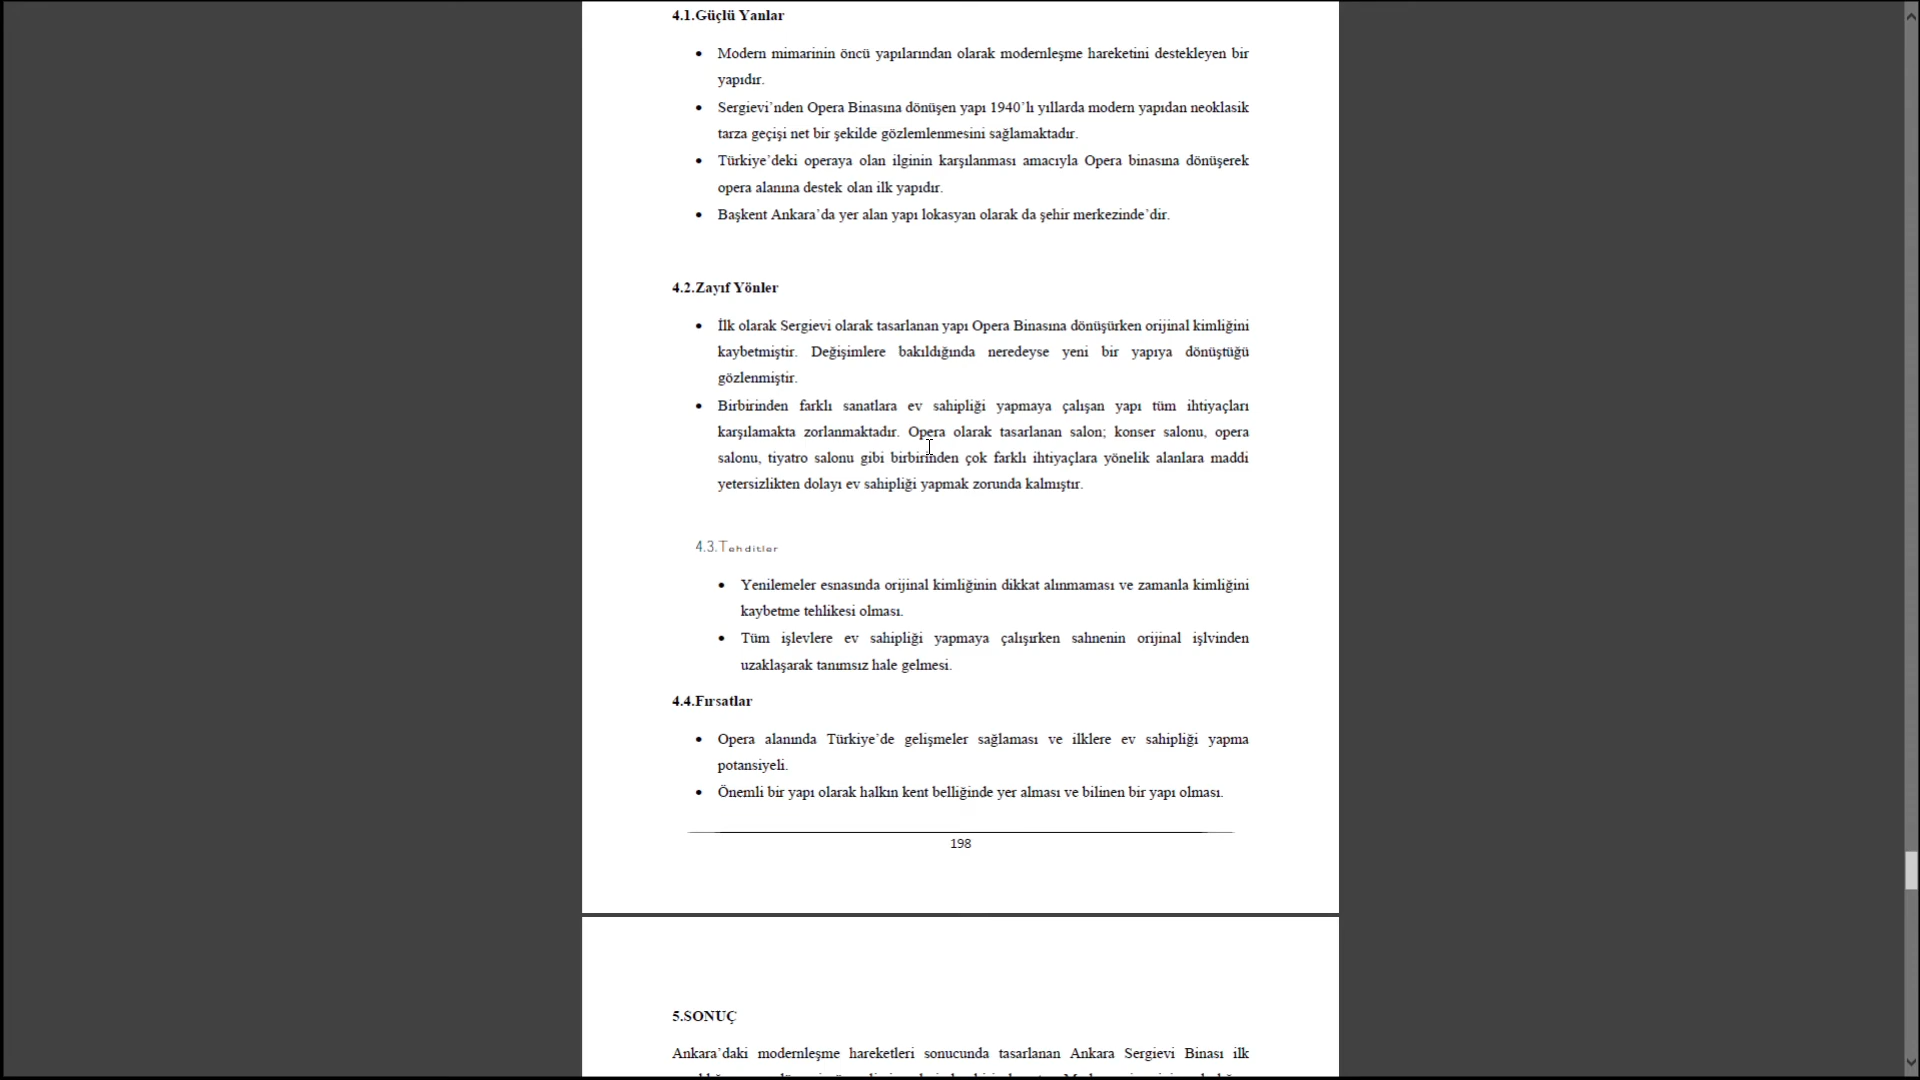 4.1.Güçlü Yanlar
• Modern mimarinin öncü yapılarından olarak modernleşme hareketini destekleyen bir
yapıdır.
• Sergievi’nden Opera Binasına dönüşen yapı 1940’lı yıllarda modern yapıdan neoklasik
tarza geçişi net bir şekilde gözlemlenmesini sağlamaktadır.
• Türkiye’deki operaya olan ilginin karşılanması amacıyla Opera binasına dönüşerek
opera alanına destek olan ilk yapıdır.
• Başkent Ankara’da yer alan yapı lokasyan olarak da şehir merkezinde’dir.
4.2.Zayıf Yönler
• İlk olarak Sergievi olarak tasarlanan yapı Opera Binasına dönüşürken orijinal kimliğini
kaybetmiştir. Değişimlere bakıldığında neredeyse yeni bir yapıya dönüştüğü
gözlenmiştir.
• Birbirinden farklı sanatlara ev sahipliği yapmaya çalışan yapı tüm ihtiyaçları
karşılamakta zorlanmaktadır. Opera olarak tasarlanan salon; konser salonu, opera
salonu, tiyatro salonu gibi birbirinden çok farklı ihtiyaçlara yönelik alanlara maddi
yetersizlikten dolayı ev sahipliği yapmak zorunda kalmıştır.
4.3.Tehditler
• Yenilemeler esnasında orijinal kimliğinin dikkat alınmaması ve zamanla kimliğini
kaybetme tehlikesi olması.
• Tüm işlevlere ev sahipliği yapmaya çalışırken sahnenin orijinal işlvinden
uzaklaşarak tanımsız hale gelmesi.
4.4.Fırsatlar
• Opera alanında Türkiye’de gelişmeler sağlaması ve ilklere ev sahipliği yapma
potansiyeli.
• Önemli bir yapı olarak halkın kent belliğinde yer alması ve bilinen bir yapı olması.
198
5.SONUÇ
Ankara’daki modernleşme hareketleri sonucunda tasarlanan Ankara Sergievi Binası ilk